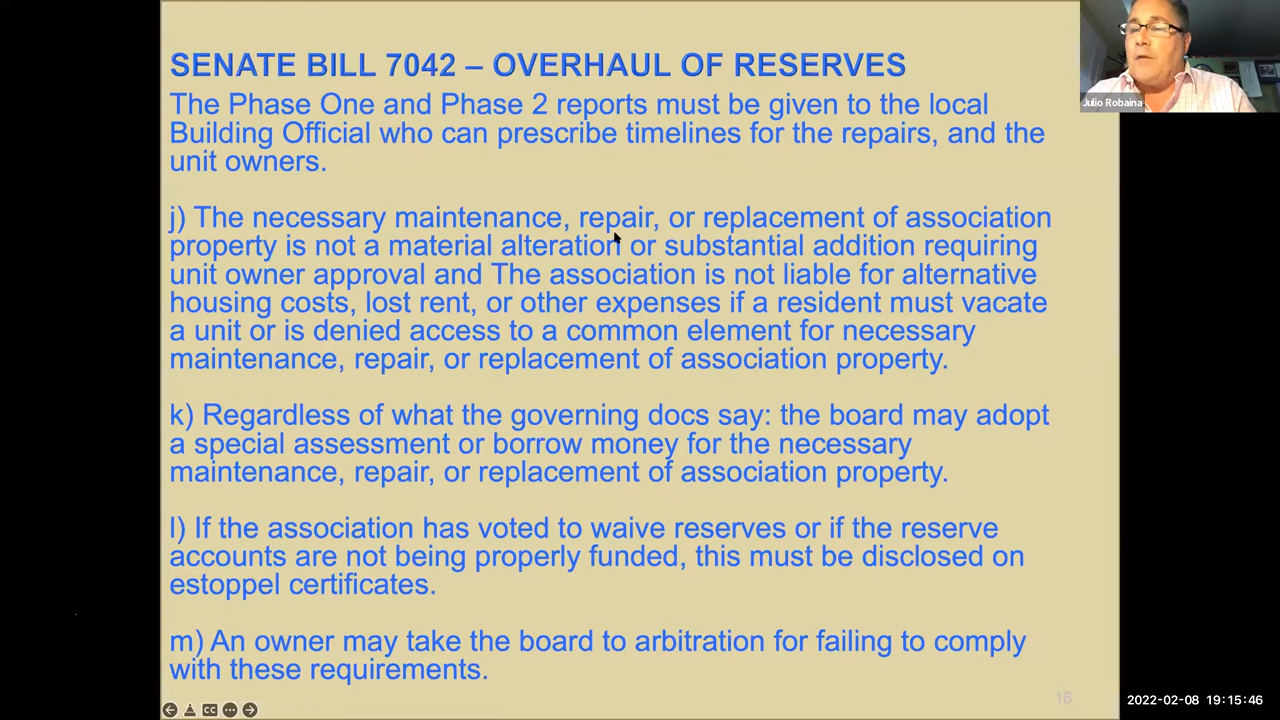 SENATE BILL 7042 – OVERHAUL OF RESERVES
The Phase One and Phase 2 reports must be given to the local
Building Official who can prescribe timelines for the repairs, and the
unit owners.
j) The necessary maintenance, repair, or replacement of association
property is not a material alteration or substantial addition requiring
unit owner approval and The association is not liable for alternative
housing costs, lost rent, or other expenses if a resident must vacate
a unit or is denied access to a common element for necessary
maintenance, repair, or replacement of association property.
k) Regardless of what the governing docs say: the board may adopt
a special assessment or borrow money for the necessary
maintenance, repair, or replacement of association property.
l) If the association has voted to waive reserves or if the reserve
accounts are not being properly funded, this must be disclosed on
estoppel certificates.
m) An owner may take the board to arbitration for failing to comply
with these requirements.
16
CC
Julio Robaina
2022-02-08 19:15:46